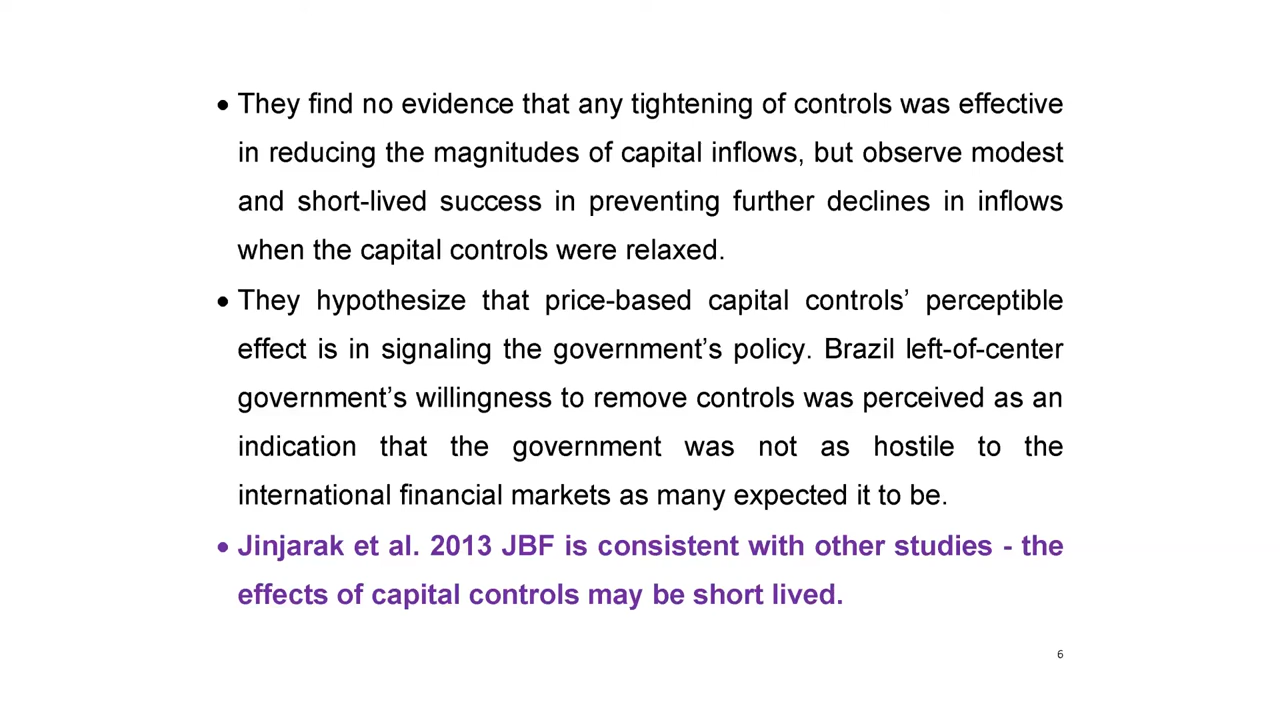 • They find no evidence that any tightening of controls was effective
in reducing the magnitudes of capital inflows, but observe modest
and short-lived success in preventing further declines in inflows
when the capital controls were relaxed.
• They hypothesize that price-based capital controls’ perceptible
effect is in signaling the government’s policy. Brazil left-of-center
government’s willingness to remove controls was perceived as an
indication that the government was not as hostile to the
international financial markets as many expected it to be.
• Jinjarak et al. 2013 JBF is consistent with other studies - the
effects of capital controls may be short lived.
6